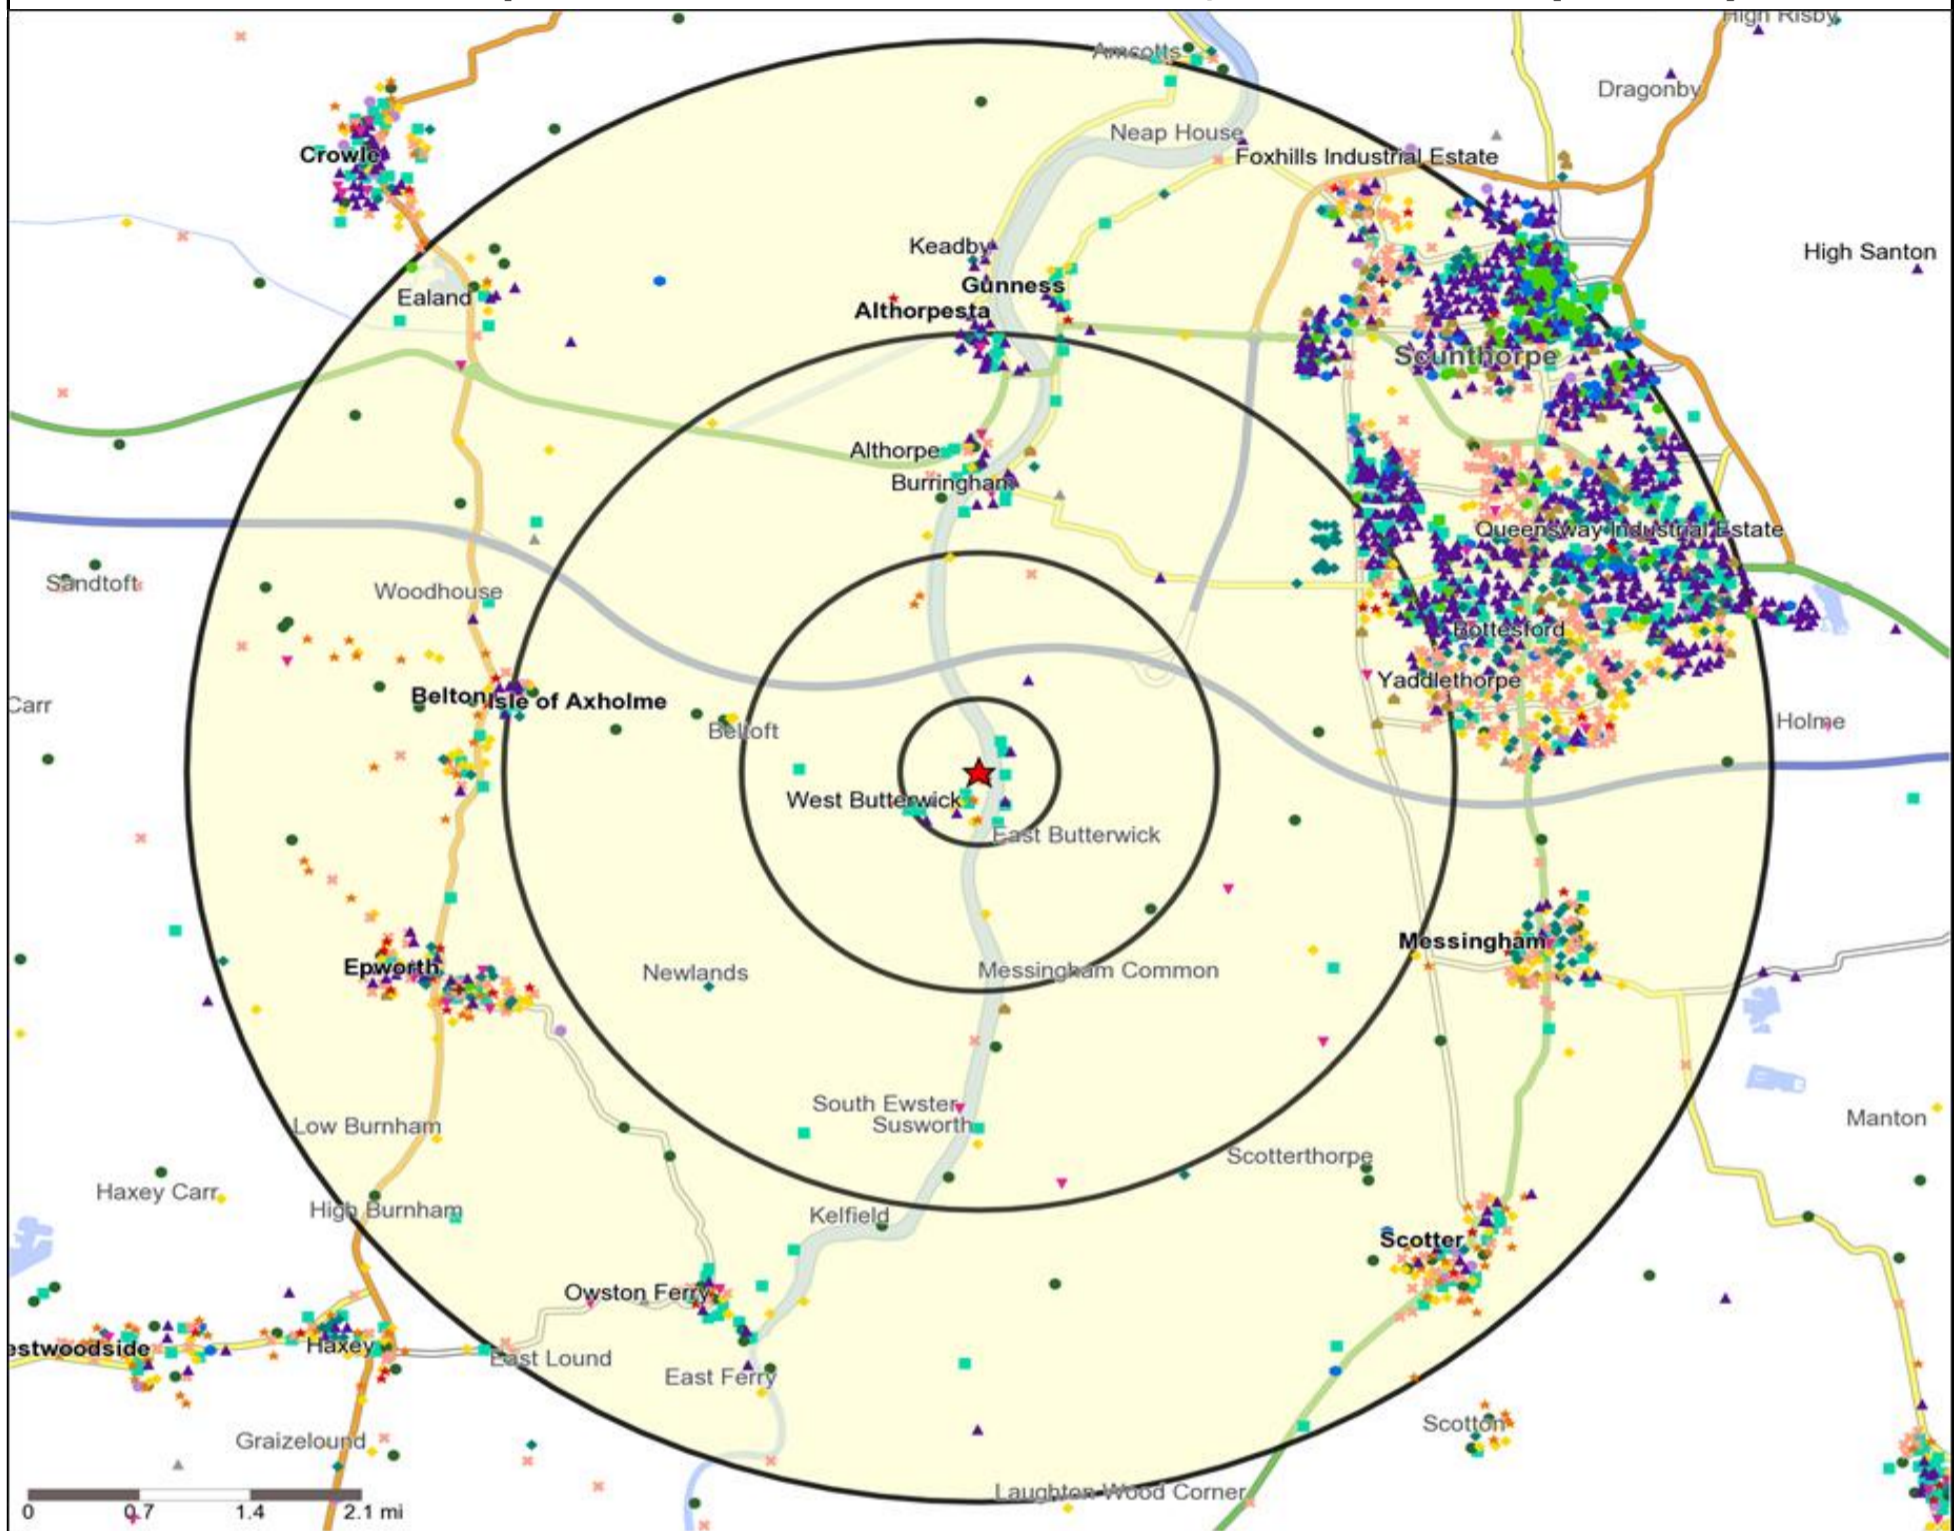 High Risby
Amcotts
Dragonby
Neap House
Crowle
Foxhills Industrial Estate
Keadby
High Santon
Gunness
Ealand
Althorpesta
Scunthorpe
Althorpe
Burringham
Queensway Industrial Estate
Sandtoft
Woodhouse
Bottesford
Yaddlethorpe
Belton, Isle of Axholme
Carr
Holme
Beltoft
West Butterwick
East Butterwick
Messingham
Epworth
Newlands
Messingham Common
South Ewster
Susworth
Low Burnham
Manton
Scotterthorpe
Haxey Carr
High Burnham
Kelfield
Scotter
Owston Ferry
estwoodside
Haxey
East Lound
East Ferry
Scotton
Graizelound
Laughton Wood Corner
0 0.7 1.4 2.1 mi